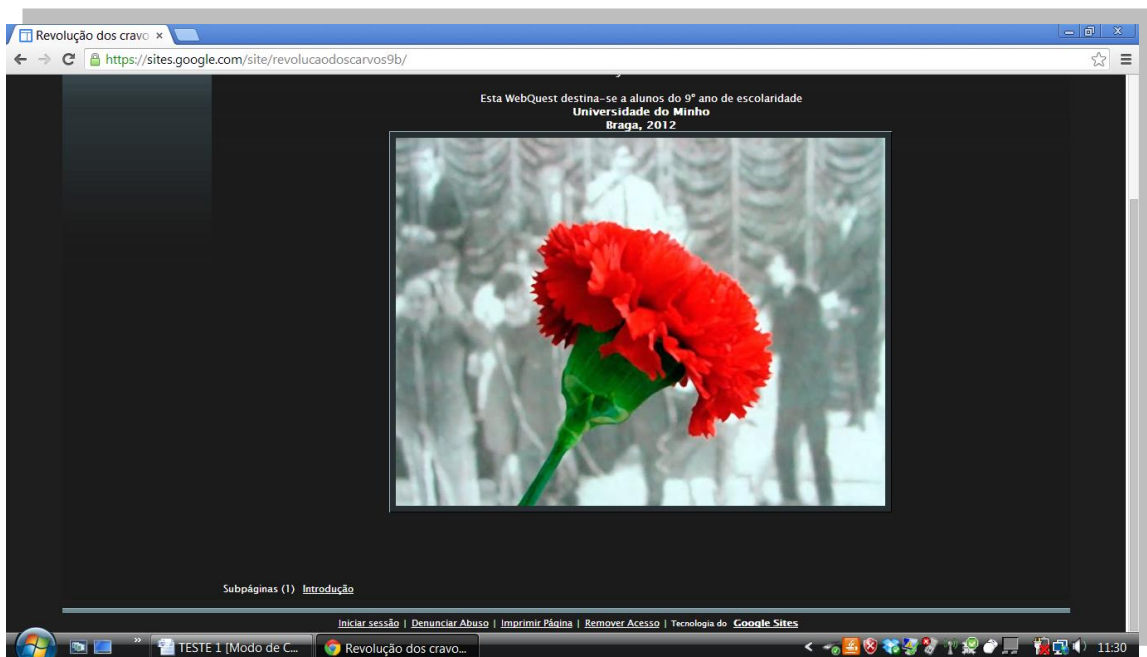 Revolução dos cravo
https://sites.google.com/site/revolucaodoscarvos9b/
Esta WebQuest destina-se a alunos do 9º ano de escolaridade
Universidade do Minho
Braga, 2012
Subpáginas (1) Introdução
Iniciar sessão | Denunciar Abuso | Imprimir Página | Remover Acesso | Tecnologia do Google Sites
TESTE 1 [Modo de C... Revolução dos cravo... 11:30